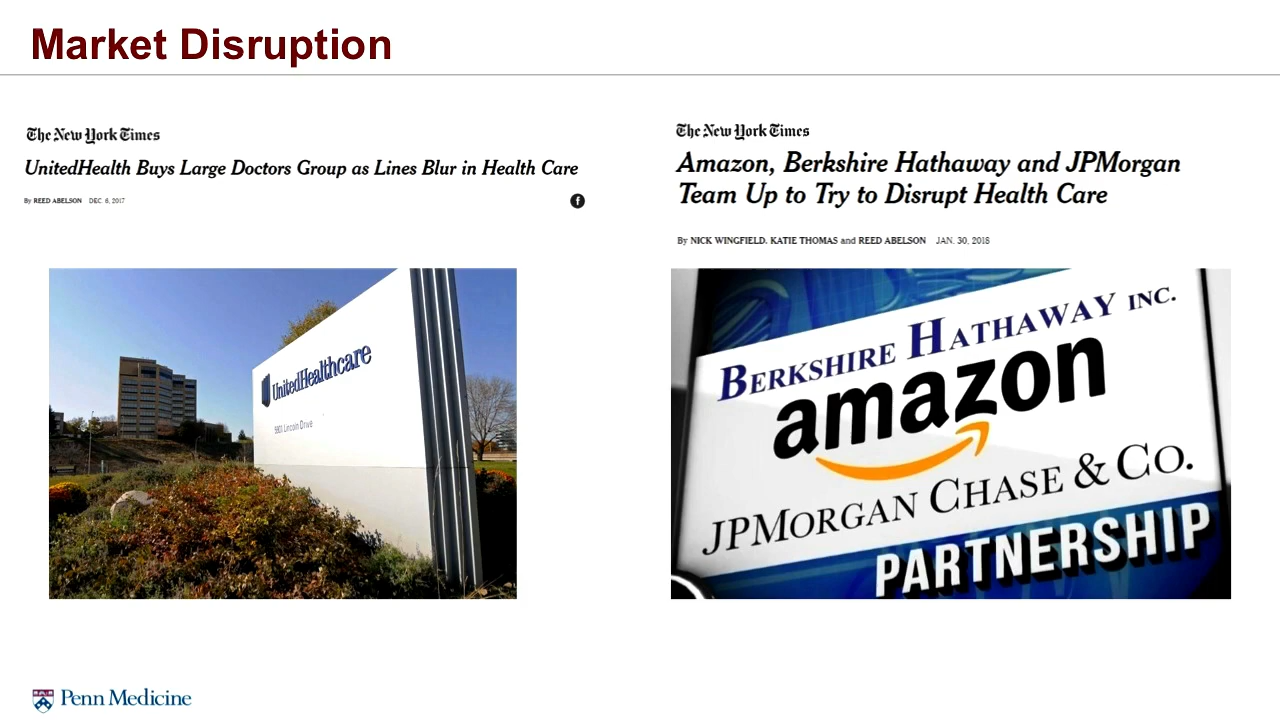 Market Disruption
The New York Times
UnitedHealth Buys Large Doctors Group as Lines Blur in Health Care
By REED ABELSON DEC. 6, 2017
f
UnitedHealthcare
The New York Times
Amazon, Berkshire Hathaway and JPMorgan
Team Up to Try to Disrupt Health Care
By NICK WINGFIELD, KATIE THOMAS and REED ABELSON JAN. 30, 2018
BERKSHIRE HATHAWAY INC.
amazon
JPMORGAN CHASE & CO.
PARTNERSHIP
Penn Medicine